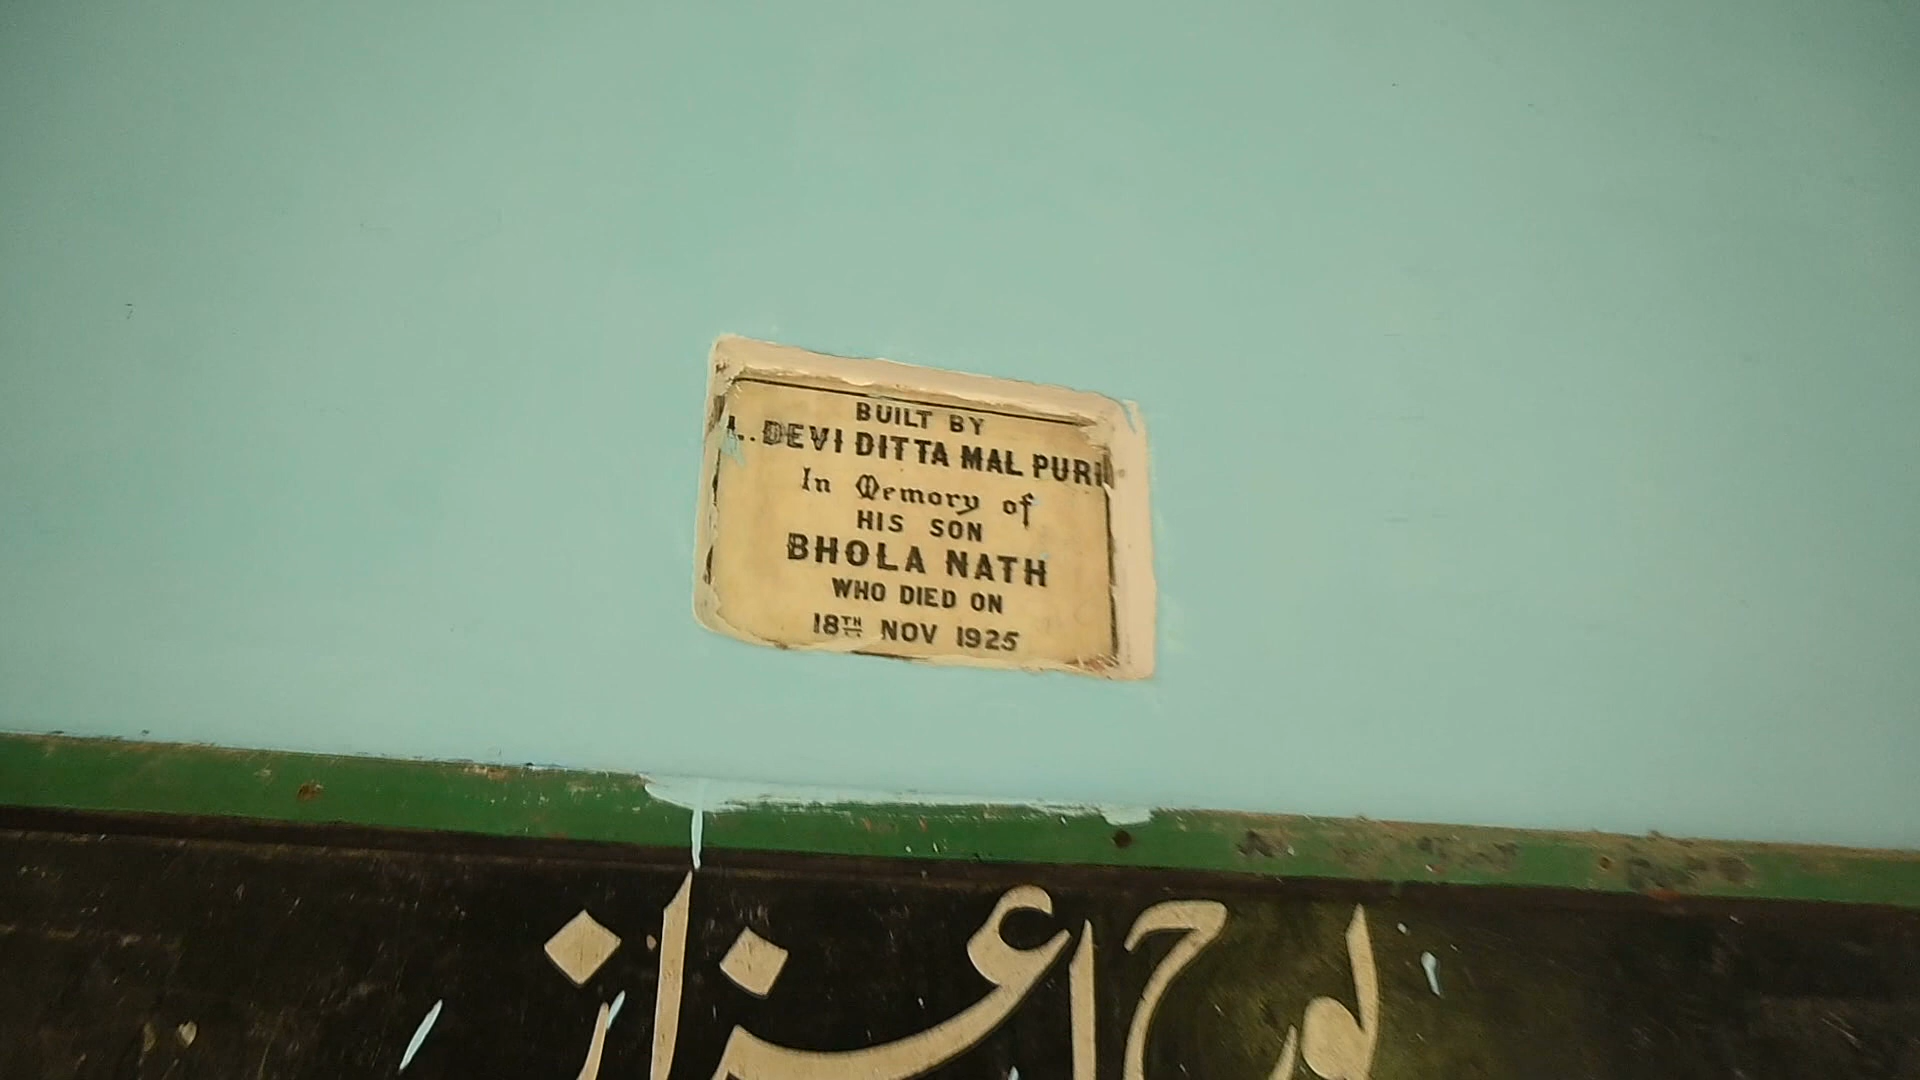 BUILT BY
L. DEVI DITTA MAL PURI
In Memory of
HIS SON
BHOLA NATH
WHO DIED ON
18TH NOV 1925
لوح اعزاز